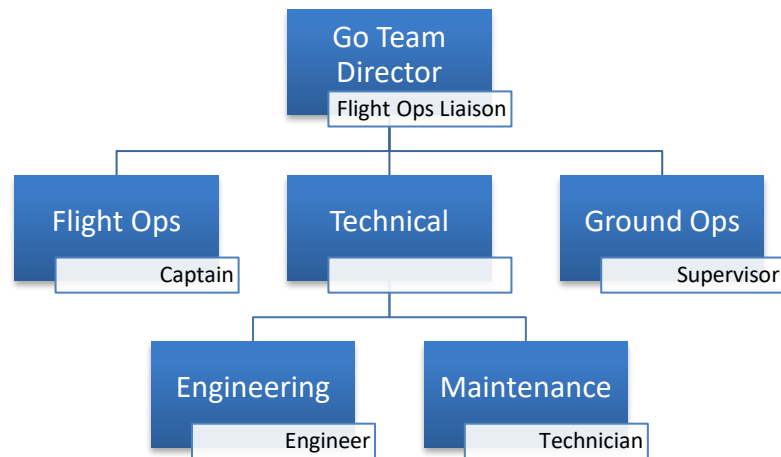 Go Team
Director
Flight Ops Liaison
Flight Ops
Captain
Technical
Ground Ops
Supervisor
Engineering
Engineer
Maintenance
Technician